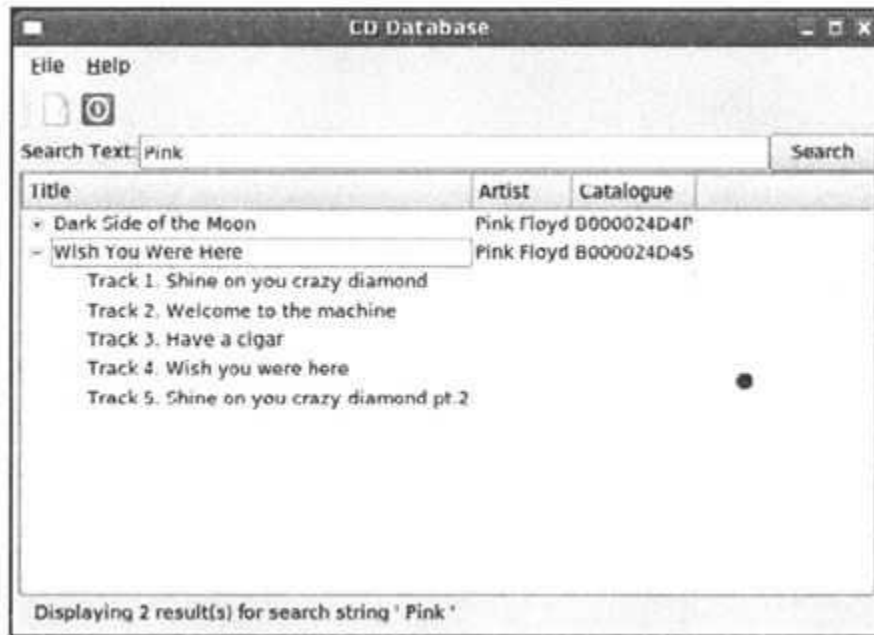 CD Database
File Help
Search Text: Pink Search
Title Artist Catalogue
Dark Side of the Moon Pink Floyd B000024D4P
Wish You Were Here Pink Floyd B000024D4S
Track 1. Shine on you crazy diamond
Track 2. Welcome to the machine
Track 3. Have a cigar
Track 4. Wish you were here
Track 5. Shine on you crazy diamond pt.2
Displaying 2 result(s) for search string ' Pink '